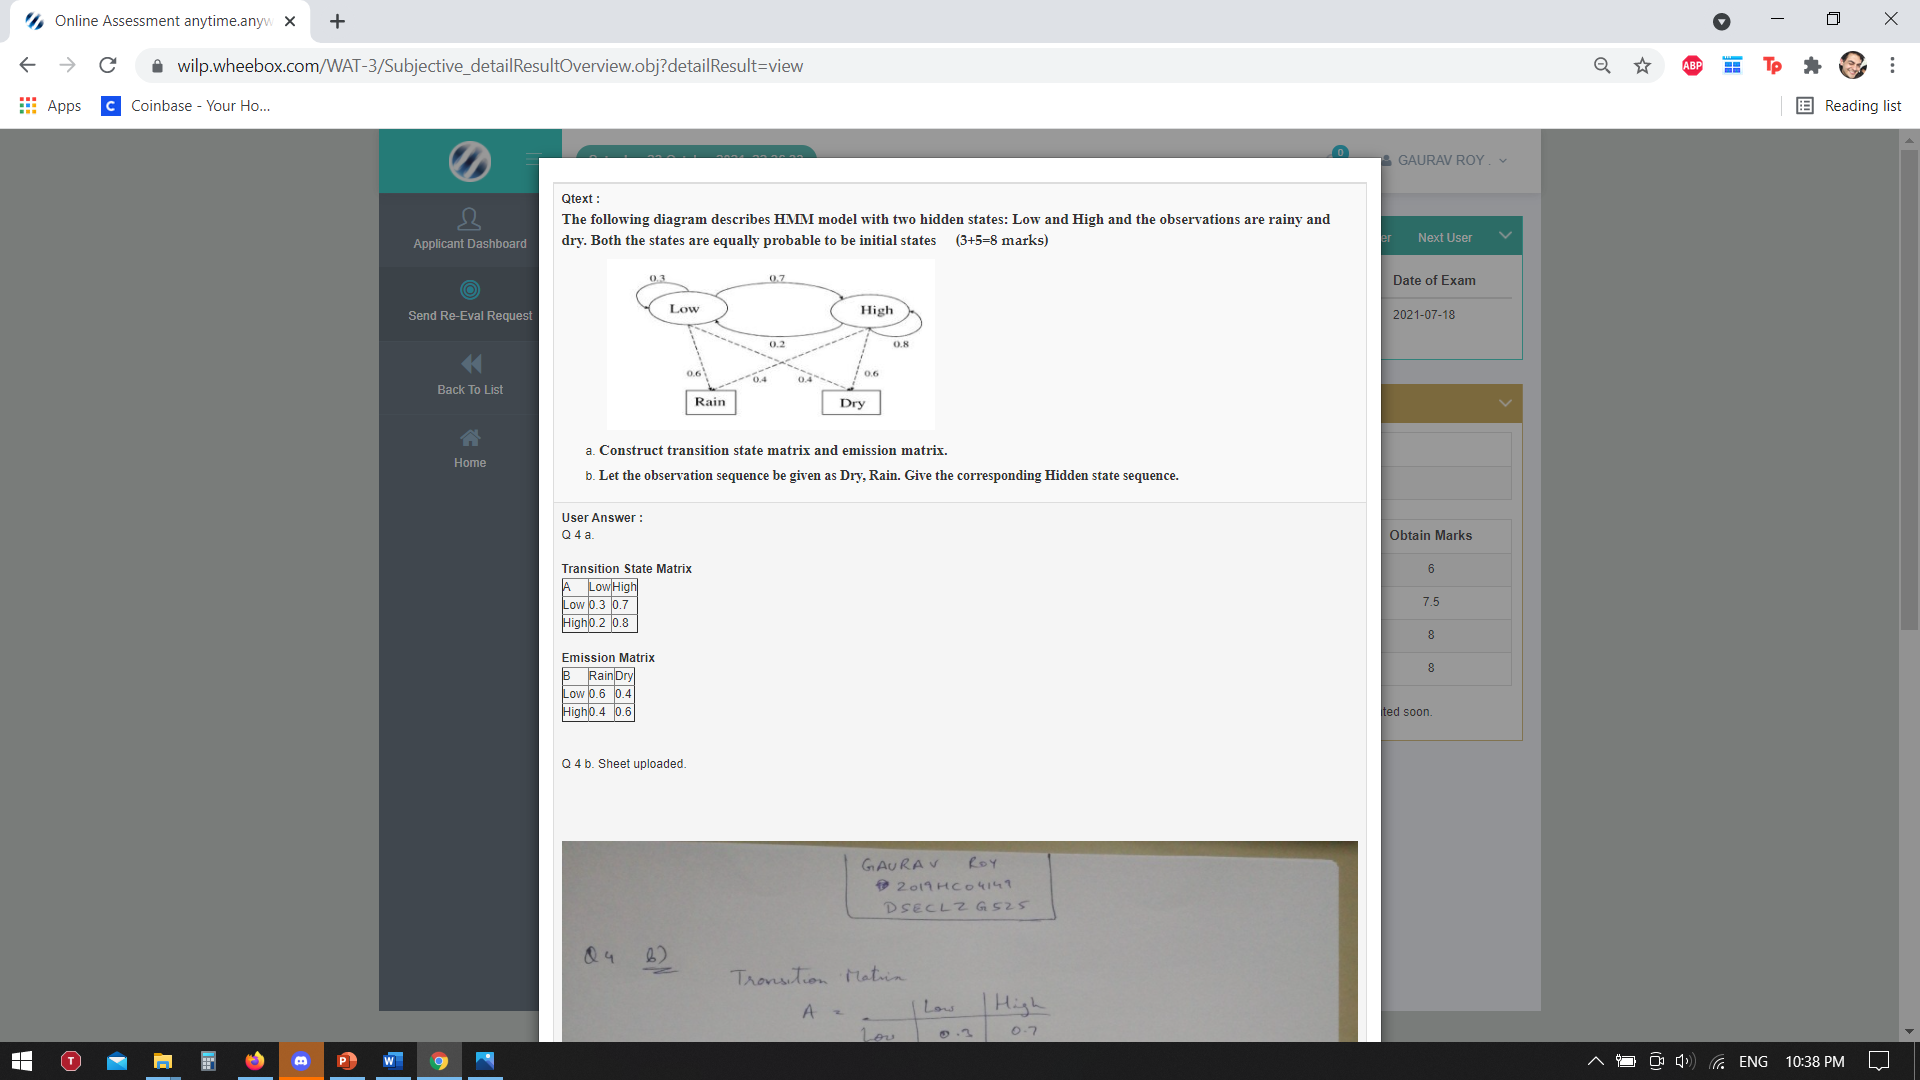 Online Assessment anytime.anyw
wilp.wheebox.com/WAT-3/Subjective_detailResultOverview.obj?detailResult=view
ABP
Tp
Apps
C
Coinbase - Your Ho...
Reading list
0
GAURAV ROY .
Applicant Dashboard
Send Re-Eval Request
Back To List
Home
er
Next User
Date of Exam
2021-07-18
Obtain Marks
6
7.5
8
8
ted soon.
Qtext :
The following diagram describes HMM model with two hidden states: Low and High and the observations are rainy and
dry. Both the states are equally probable to be initial states (3+5=8 marks)
0.3
0.7
Low
High
0.2
0.8
0.6
0.4
0.4
0.6
Rain
Dry
a. Construct transition state matrix and emission matrix.
b. Let the observation sequence be given as Dry, Rain. Give the corresponding Hidden state sequence.
User Answer :
Q 4 a.
Transition State Matrix
A Low High
Low 0.3 0.7
High 0.2 0.8
Emission Matrix
B Rain Dry
Low 0.6 0.4
High 0.4 0.6
Q 4 b. Sheet uploaded.
GAURAV ROY
2019HC04149
DSECLZG525
Q4 b)
Transition Matrix
A = Low High
Low 0.3 0.7
T
P
W
ENG
10:38 PM